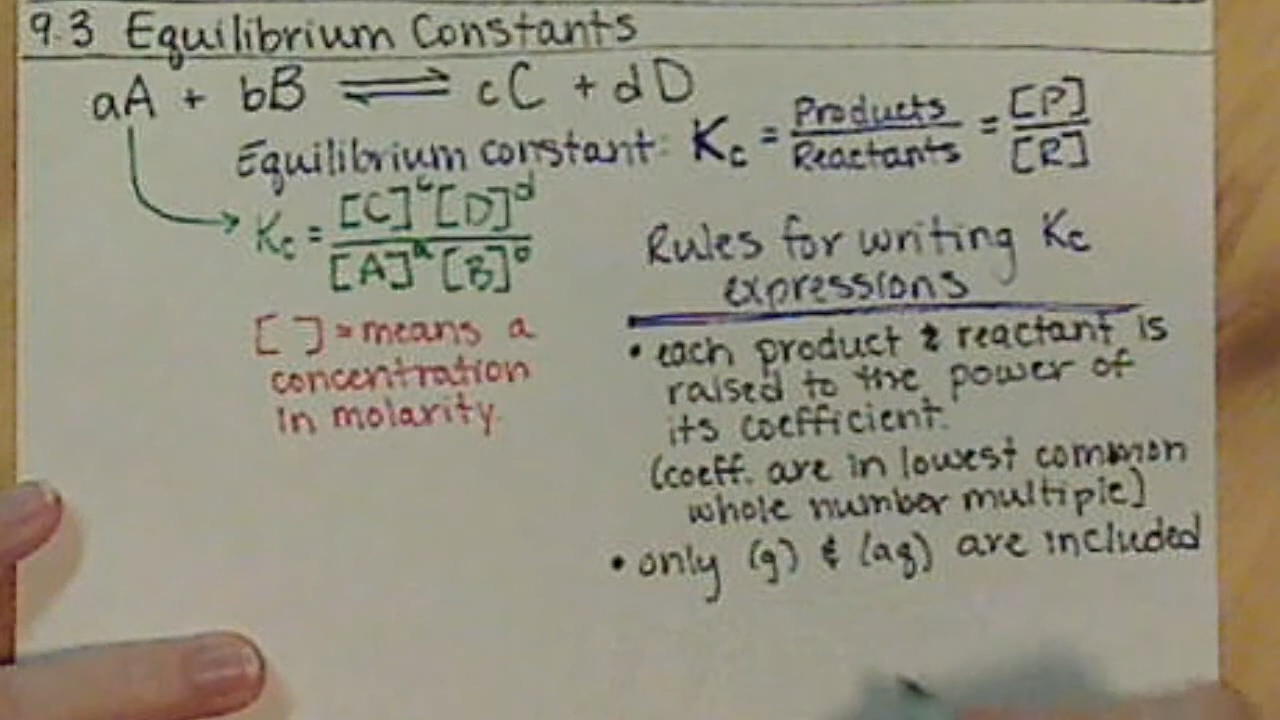 9.3 Equilibrium Constants
aA + bB ⇌ cC + dD
Equilibrium constant: Kc = Products / Reactants = [P] / [R]
Kc = [C]^c [D]^d / [A]^a [B]^b
[ ] = means a
concentration
in molarity.
Rules for writing Kc
expressions
• each product & reactant is
raised to the power of
its coefficient.
(coeff. are in lowest common
whole number multiple)
• only (g) & (aq) are included